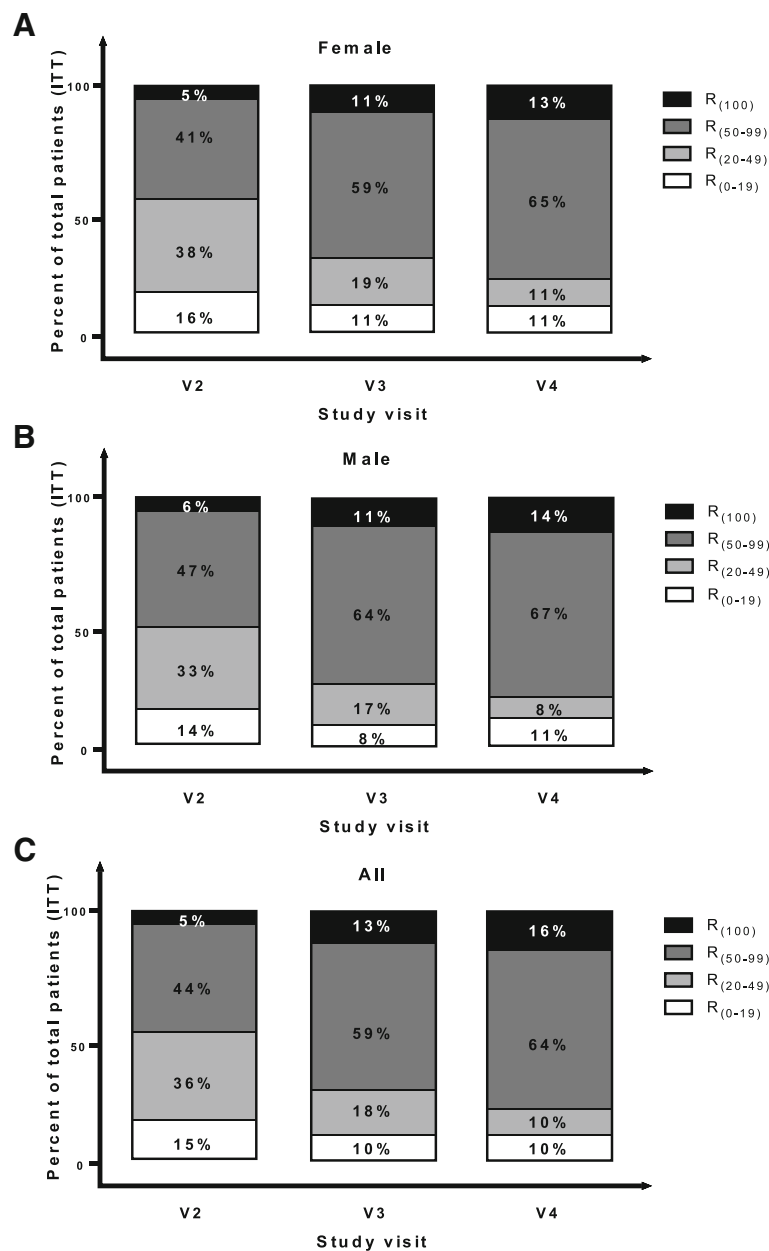 A
Female
Percent of total patients (ITT)
100
50
0
5%
41%
38%
16%
11%
59%
19%
11%
13%
65%
11%
11%
V2 V3 V4
Study visit
R(100)
R(50-99)
R(20-49)
R(0-19)
B
Male
Percent of total patients (ITT)
100
50
0
6%
47%
33%
14%
11%
64%
17%
8%
14%
67%
8%
11%
V2 V3 V4
Study visit
R(100)
R(50-99)
R(20-49)
R(0-19)
C
All
Percent of total patients (ITT)
100
50
0
5%
44%
36%
15%
13%
59%
18%
10%
16%
64%
10%
10%
V2 V3 V4
Study visit
R(100)
R(50-99)
R(20-49)
R(0-19)